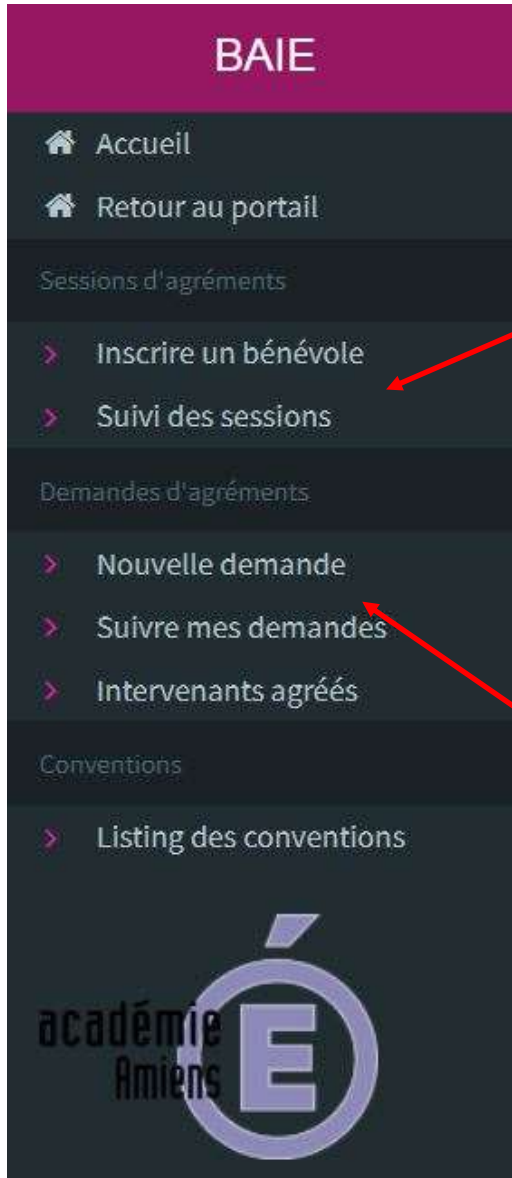 BAIE
Accueil
Retour au portail
Sessions d'agréments
Inscrire un bénévole
Suivi des sessions
Demandes d'agréments
Nouvelle demande
Suivre mes demandes
Intervenants agréés
Conventions
Listing des conventions
É
académie
Amiens